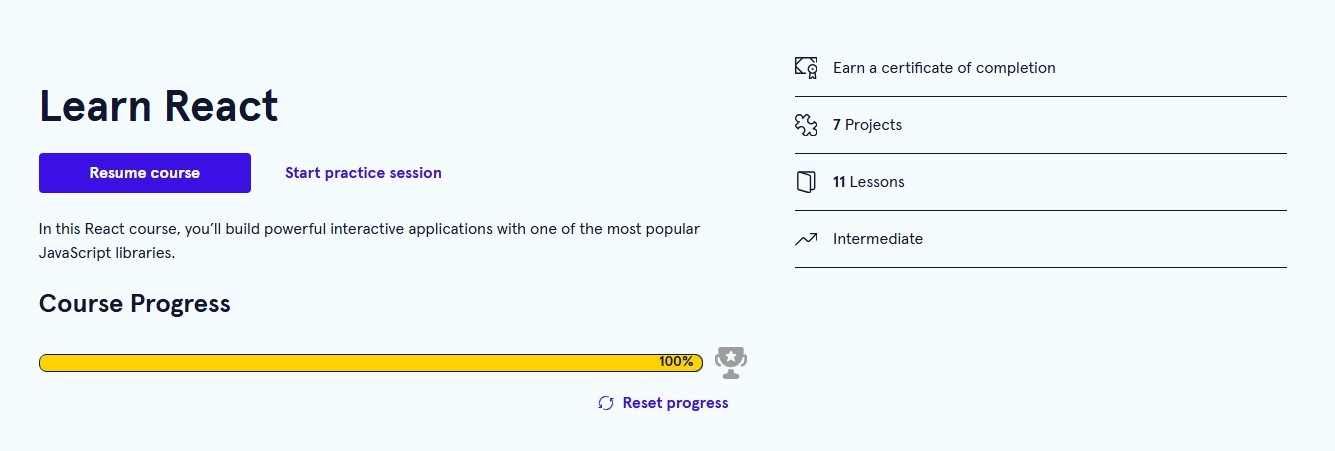 Learn React
Resume course
Start practice session
In this React course, you’ll build powerful interactive applications with one of the most popular
JavaScript libraries.
Course Progress
100%
Reset progress
Earn a certificate of completion
7 Projects
11 Lessons
Intermediate